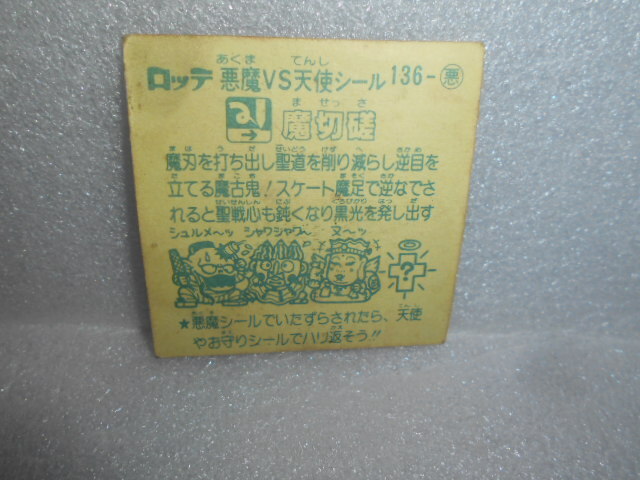 ロッテ 悪魔VS天使シール 136-悪
あくま てんし
魔切磋
ま せっさ
魔刃を打ち出し聖道を削り減らし逆目を
立てる魔古鬼!スケート魔足で逆なでさ
れると聖戦心も鈍くなり黒光を発し出す
シュルメ〜ッ シャワシャワ〜 ヌ〜ッ
?
★悪魔シールでいたずらされたら、天使
やお守りシールでハリ返そう!!